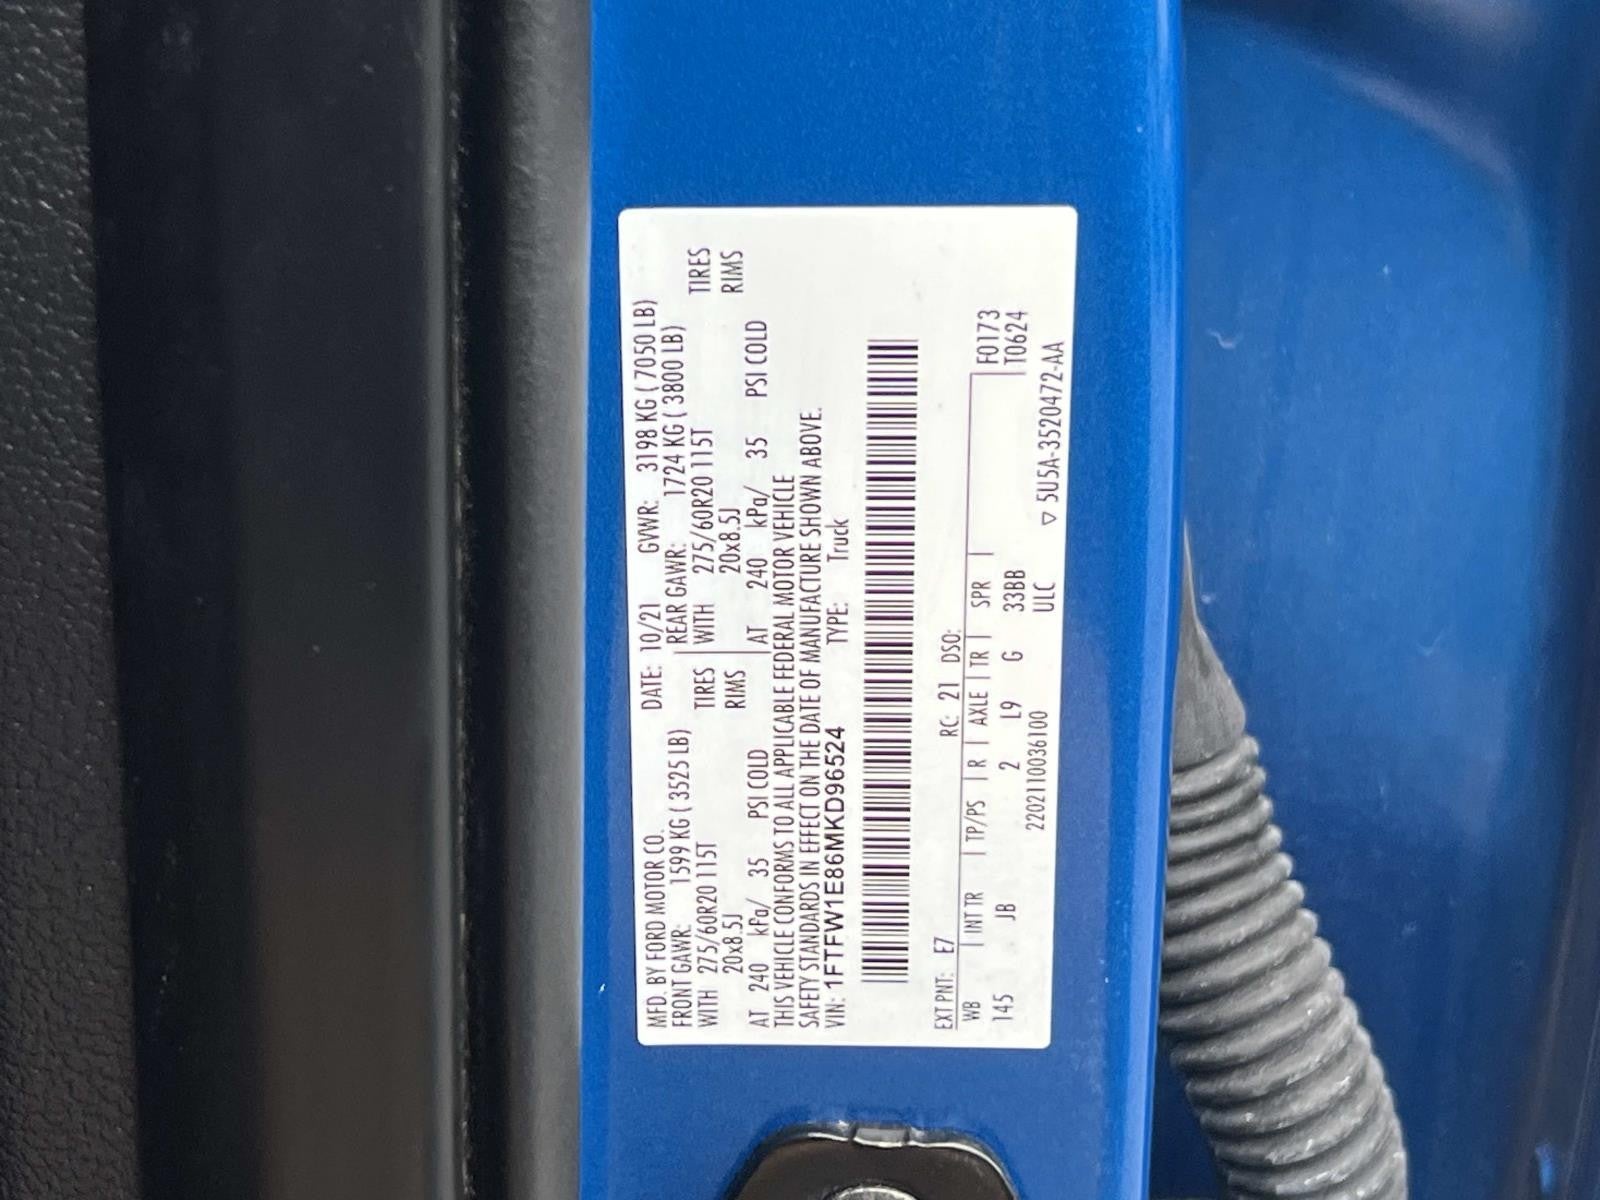 MFD. BY FORD MOTOR CO. DATE: 10/21 GVWR: 3198 KG ( 7050 LB)
FRONT GAWR: 1599 KG ( 3525 LB) REAR GAWR: 1724 KG ( 3800 LB)
WITH 275/60R20 115T TIRES WITH 275/60R20 115T TIRES
20x8.5J RIMS 20x8.5J RIMS
AT 240 kPa/ 35 PSI COLD AT 240 kPa/ 35 PSI COLD
THIS VEHICLE CONFORMS TO ALL APPLICABLE FEDERAL MOTOR VEHICLE
SAFETY STANDARDS IN EFFECT ON THE DATE OF MANUFACTURE SHOWN ABOVE.
VIN: 1FTFW1E86MKD96524 TYPE: Truck
EXT PNT: E7 RC: 21 DSO:
WB | INT TR | TP/PS | R | AXLE | TR | SPR | F0173
145 JB 2 L9 G 33BB T0624
2202110036100 ULC ▽ 5U5A-3520472-AA